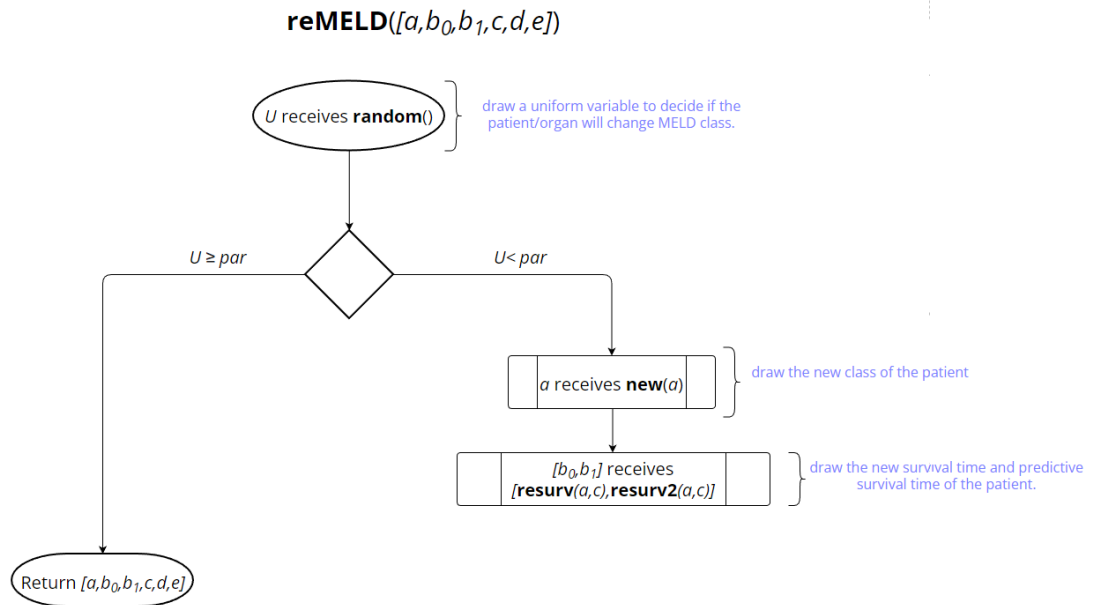 reMELD([a,b₀,b₁,c,d,e])
U receives random()
draw a uniform variable to decide if the
patient/organ will change MELD class.
U ≥ par
U< par
a receives new(a)
draw the new class of the patient
[b₀,b₁] receives
[resurv(a,c),resurv2(a,c)]
draw the new survival time and predictive
survival time of the patient.
Return [a,b₀,b₁,c,d,e]